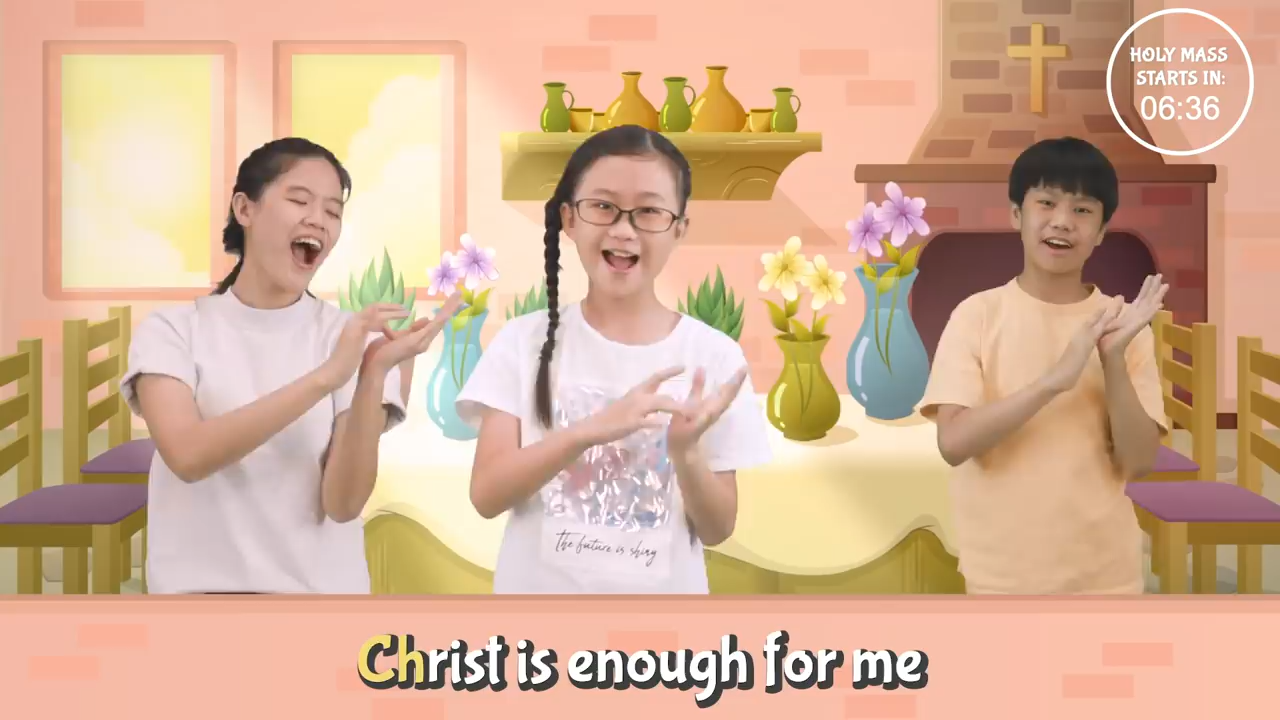 HOLY MASS
STARTS IN:
06:36
the future is shiny
Christ is enough for me